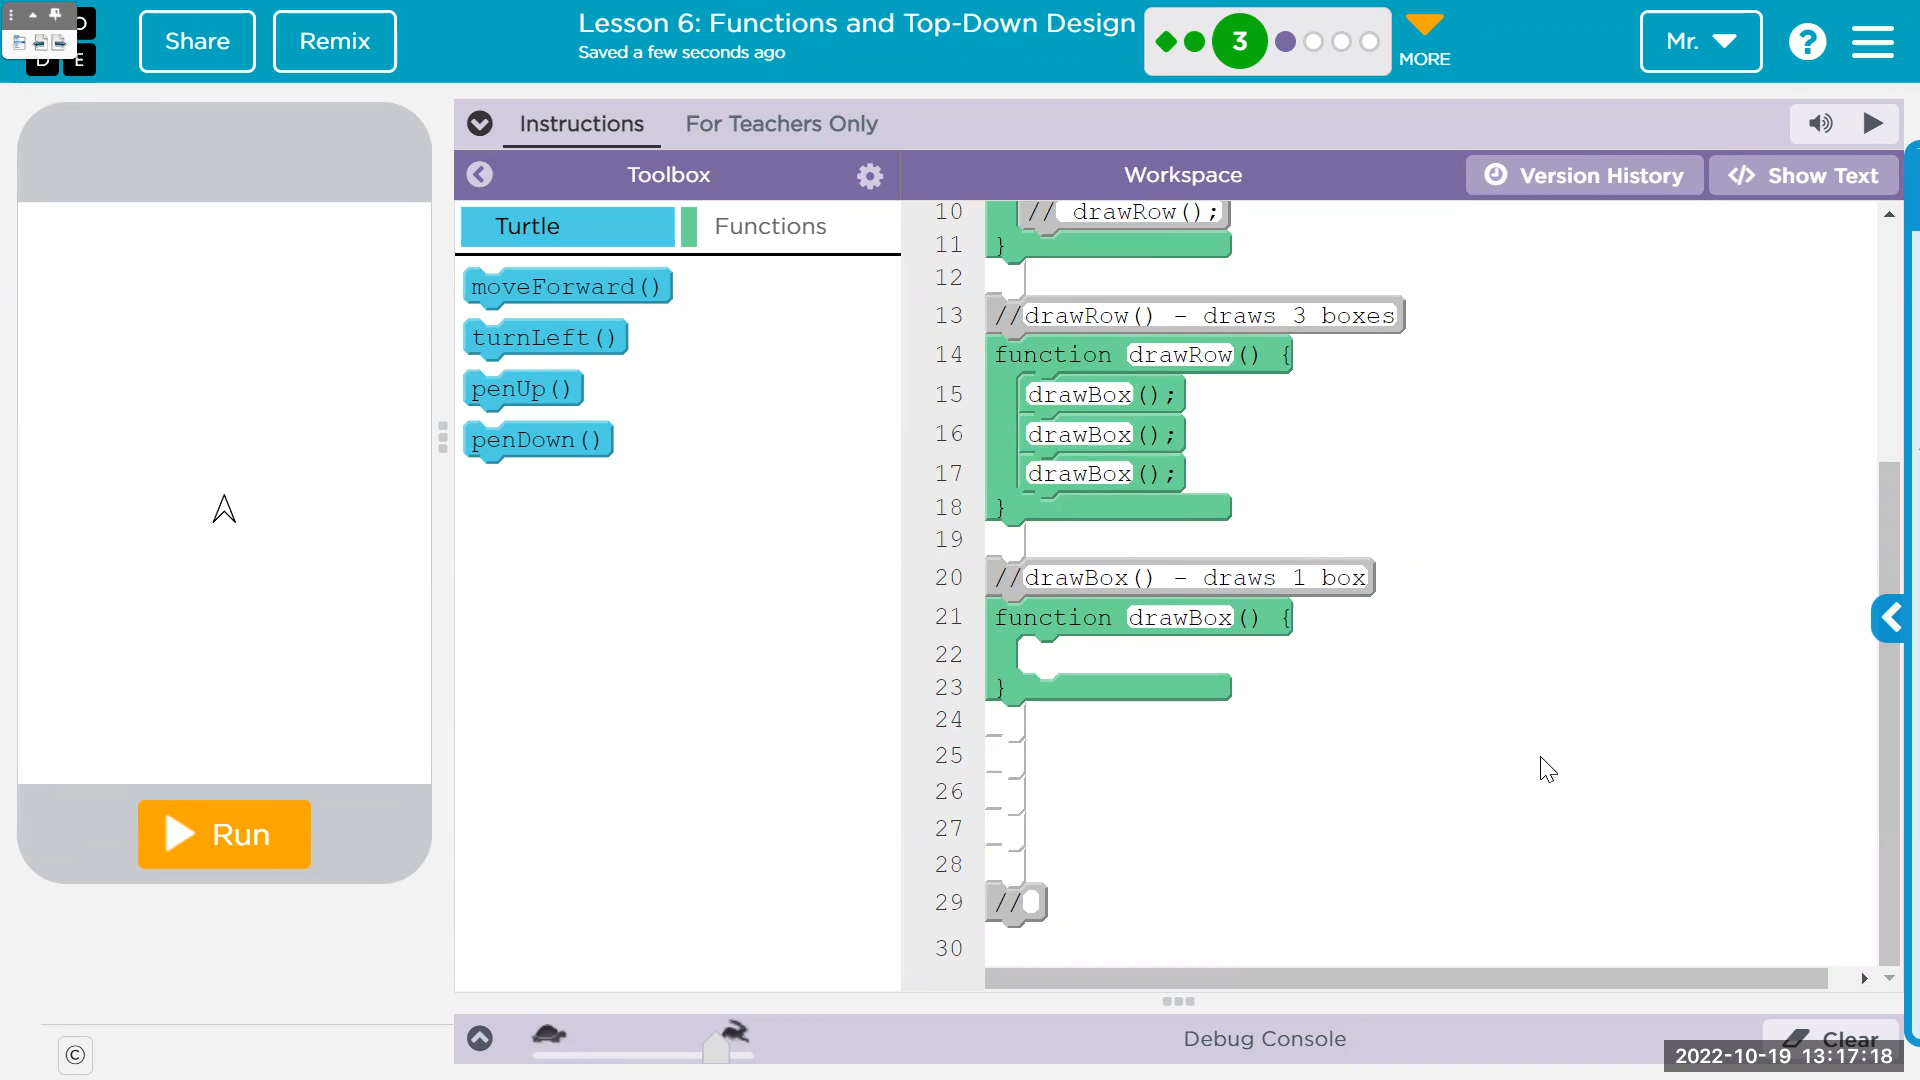 Share
Remix
Lesson 6: Functions and Top-Down Design
Saved a few seconds ago
3
MORE
Mr.
?
D E
Instructions
For Teachers Only
Toolbox
Workspace
Version History
</> Show Text
Turtle
Functions
moveForward()
turnLeft()
penUp()
penDown()
10 // drawRow();
11 }
12
13 //drawRow() - draws 3 boxes
14 function drawRow() {
15 drawBox();
16 drawBox();
17 drawBox();
18 }
19
20 //drawBox() - draws 1 box
21 function drawBox() {
22
23 }
24
25
26
27
28
29 //
30
Run
©
Debug Console
Clear
2022-10-19 13:17:18